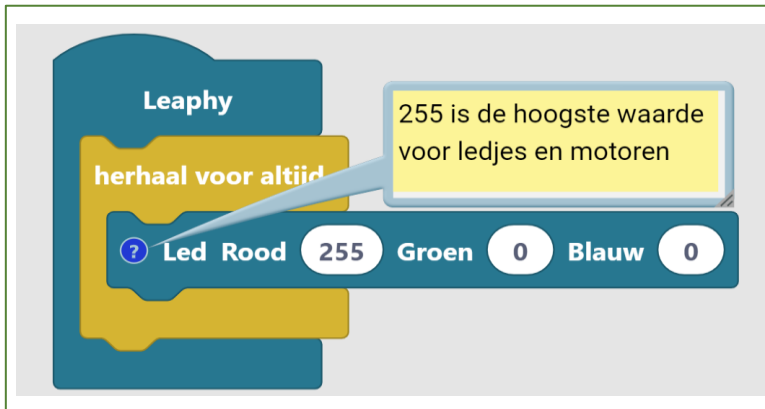 Leaphy
255 is de hoogste waarde
voor ledjes en motoren
herhaal voor altijd
? Led Rood 255 Groen 0 Blauw 0